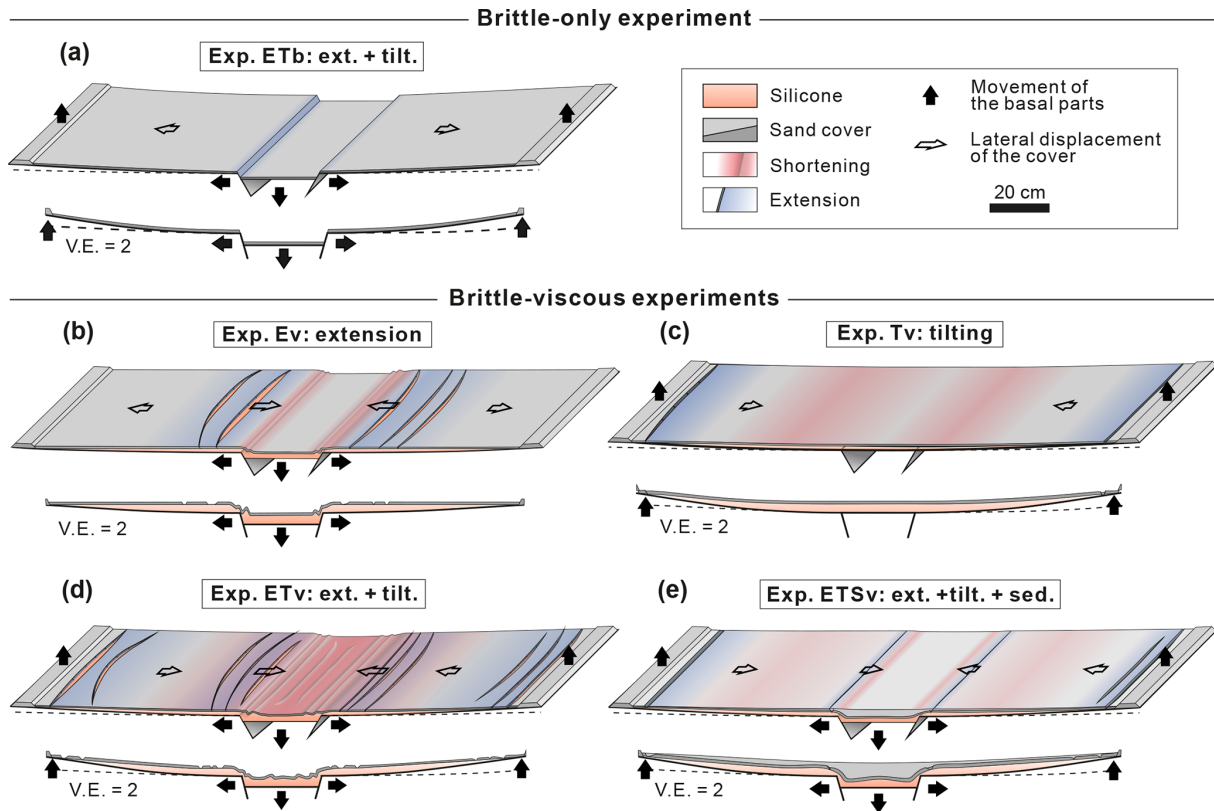 Brittle-only experiment
(a)
Exp. ETb: ext. + tilt.
V.E. = 2
Silicone
Sand cover
Shortening
Extension
Movement of
the basal parts
Lateral displacement
of the cover
20 cm
Brittle-viscous experiments
(b)
Exp. Ev: extension
V.E. = 2
(c)
Exp. Tv: tilting
V.E. = 2
(d)
Exp. ETv: ext. + tilt.
V.E. = 2
(e)
Exp. ETSv: ext. +tilt. + sed.
V.E. = 2